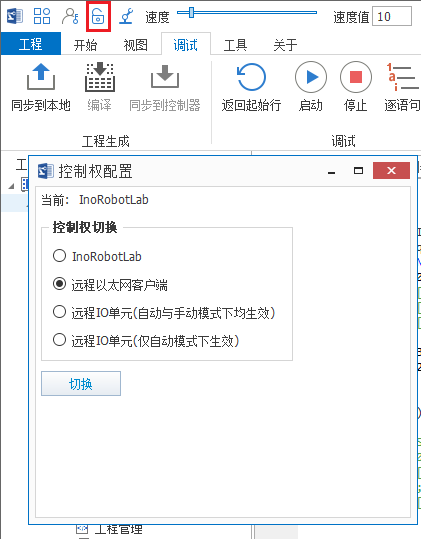 速度 速度值 10
工程 开始 视图 调试 工具 关于
同步到本地 编译 同步到控制器 返回起始行 启动 停止 逐语句
工程生成 调试
工
控制权配置
当前: InoRobotLab
控制权切换
InoRobotLab
远程以太网客户端
远程IO单元(自动与手动模式下均生效)
远程IO单元(仅自动模式下生效)
切换
工程管理